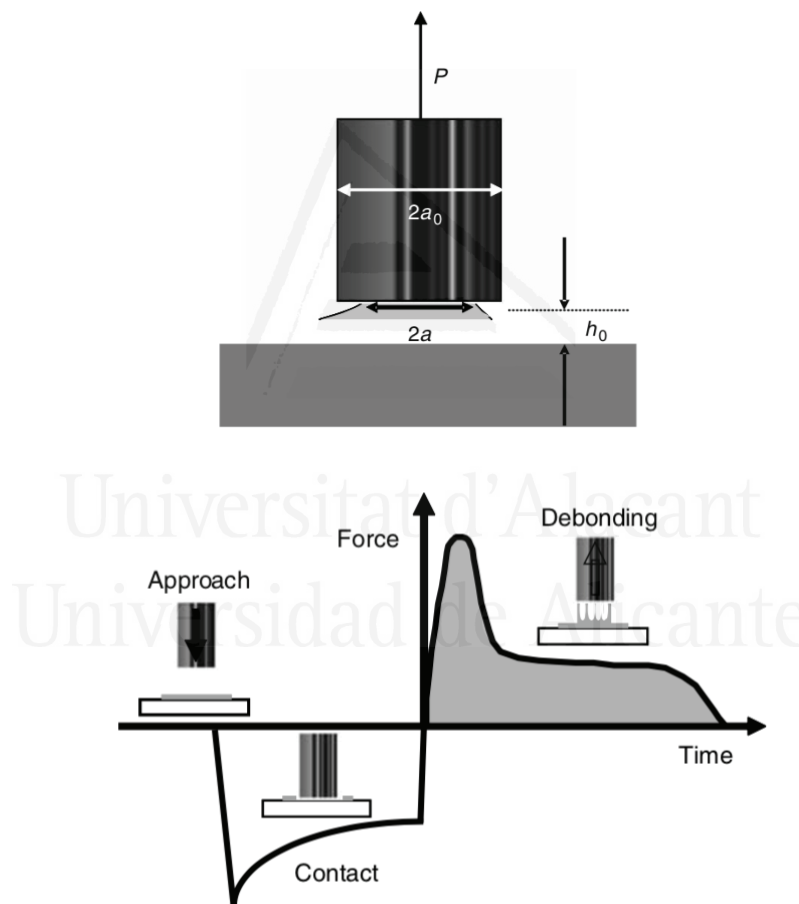 P
2a₀
2a
h₀
Universitat d'Alacant
Universidad de Alicante
Force
Debonding
Approach
Time
Contact